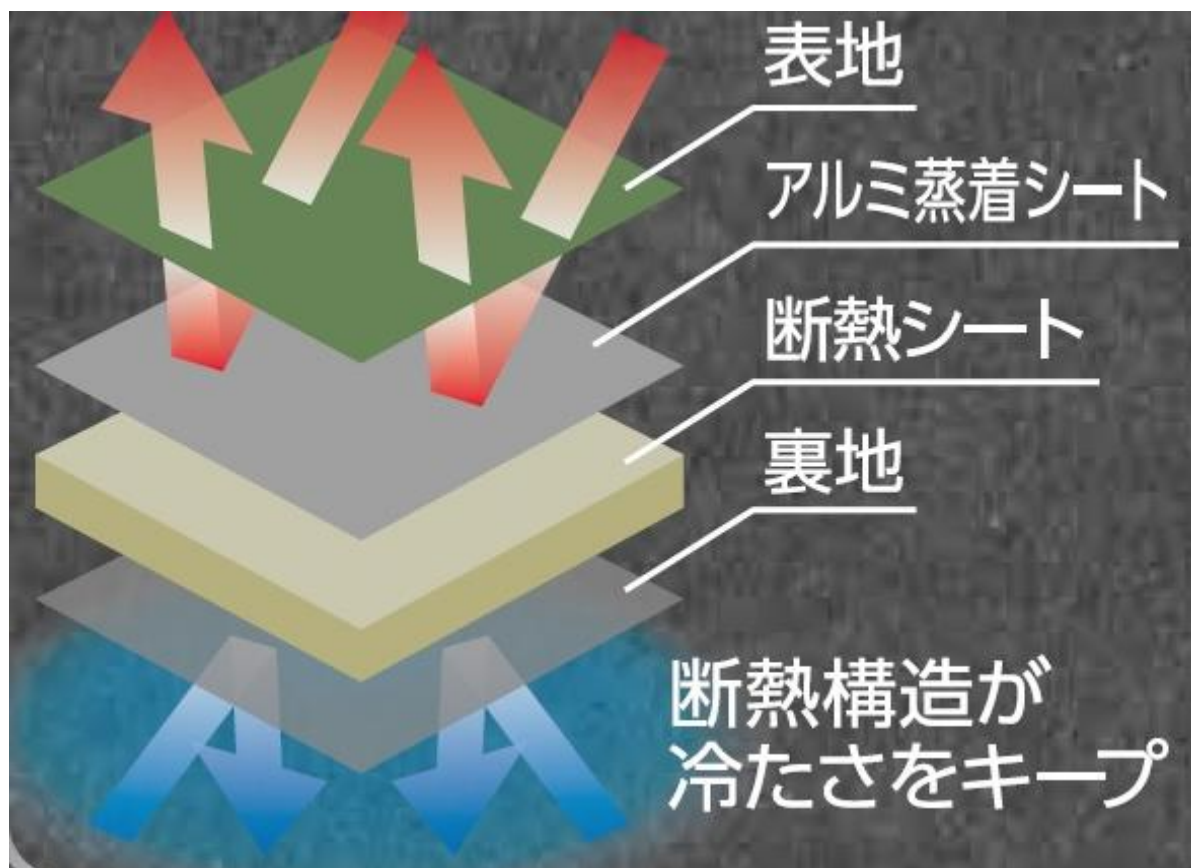 表地
アルミ蒸着シート
断熱シート
裏地
断熱構造が
冷たさをキープ